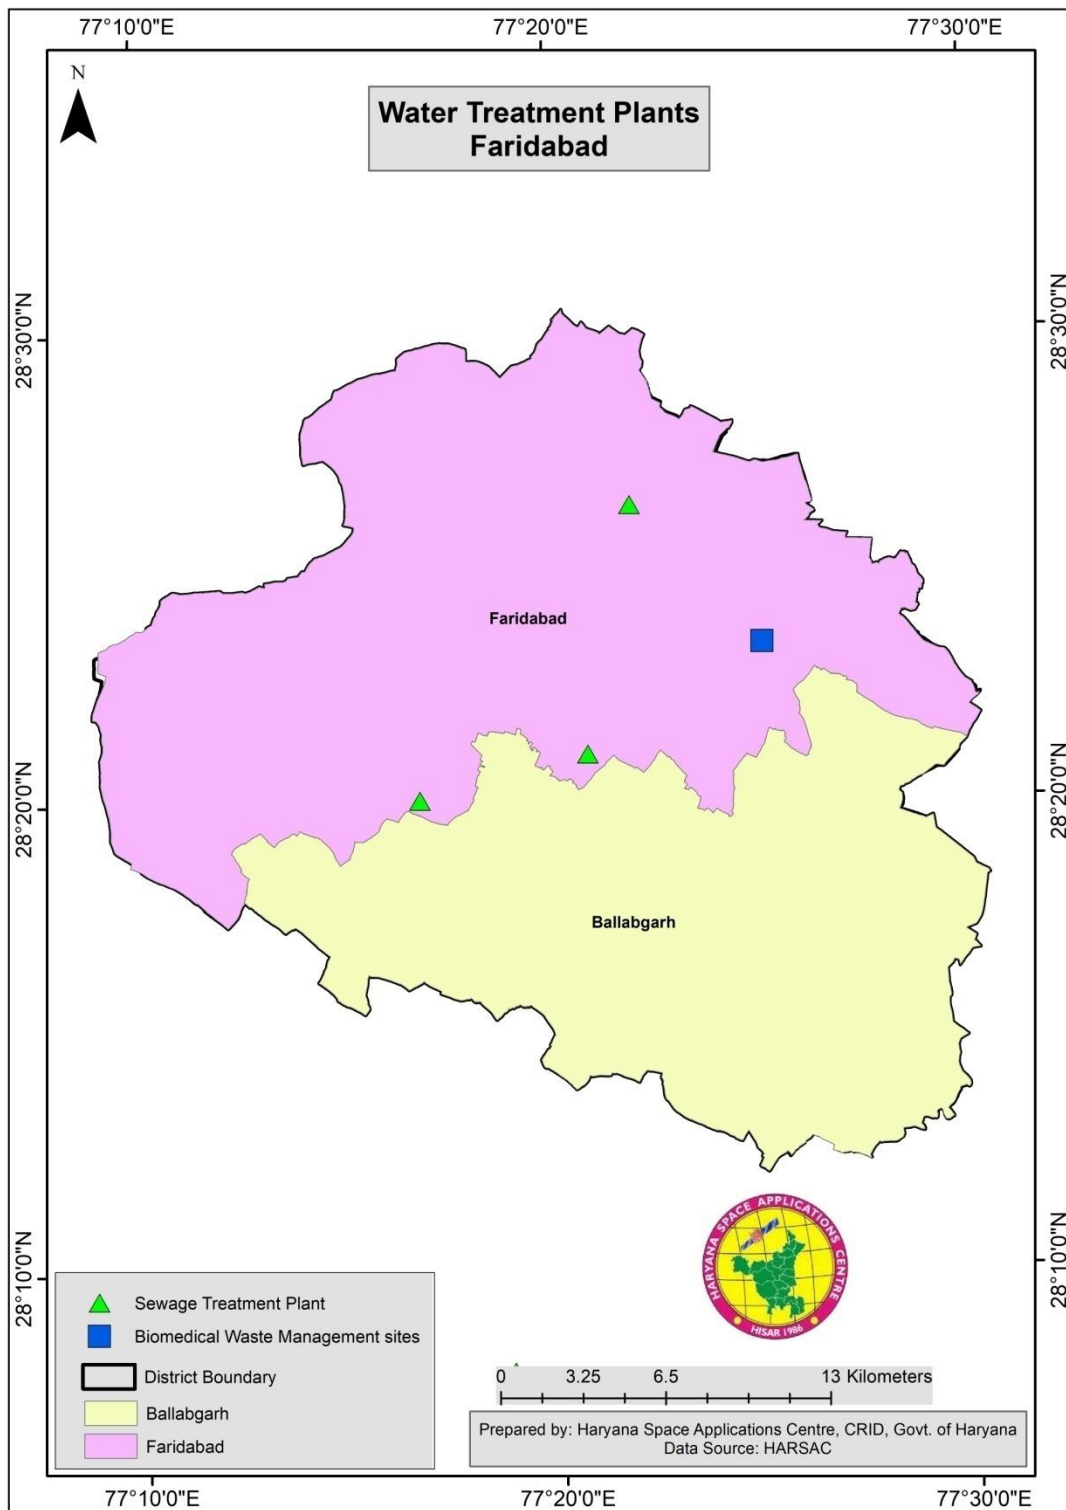 77°10'0"E
77°20'0"E
77°30'0"E
N
Water Treatment Plants
Faridabad
28°30'0"N
28°30'0"N
Faridabad
28°20'0"N
28°20'0"N
Ballabgarh
HARYANA SPACE APPLICATIONS CENTRE
HISAR 1986
28°10'0"N
28°10'0"N
Sewage Treatment Plant
Biomedical Waste Management sites
District Boundary
Ballabgarh
Faridabad
0 3.25 6.5 13 Kilometers
Prepared by: Haryana Space Applications Centre, CRID, Govt. of Haryana
Data Source: HARSAC
77°10'0"E
77°20'0"E
77°30'0"E